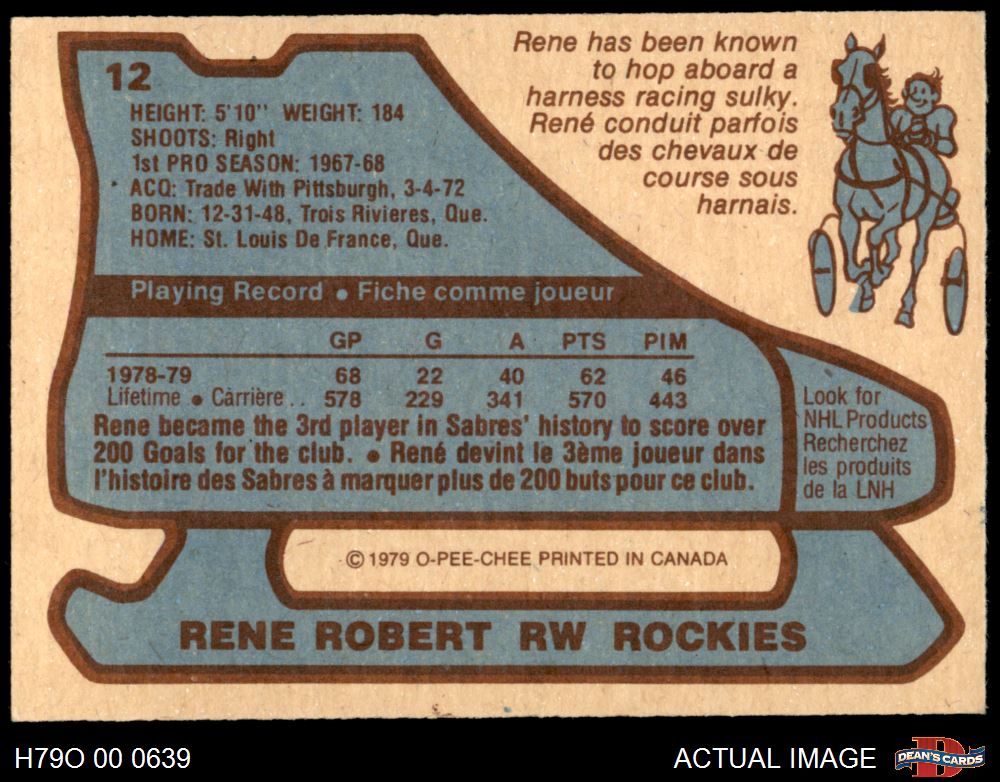 Rene has been known
to hop aboard a
harness racing sulky.
René conduit parfois
des chevaux de
course sous
harnais.
12
HEIGHT: 5'10" WEIGHT: 184
SHOOTS: Right
1st PRO SEASON: 1967-68
ACQ: Trade With Pittsburgh, 3-4-72
BORN: 12-31-48, Trois Rivieres, Que.
HOME: St. Louis De France, Que.
Playing Record • Fiche comme joueur
GP G A PTS PIM
1978-79 68 22 40 62 46
Lifetime • Carrière .. 578 229 341 570 443
Rene became the 3rd player in Sabres' history to score over
200 Goals for the club. • René devint le 3ème joueur dans
l'histoire des Sabres à marquer plus de 200 buts pour ce club.
Look for
NHL Products
Recherchez
les produits
de la LNH
© 1979 O-PEE-CHEE PRINTED IN CANADA
RENE ROBERT RW ROCKIES
H79O 00 0639
ACTUAL IMAGE
D
DEAN'S CARDS